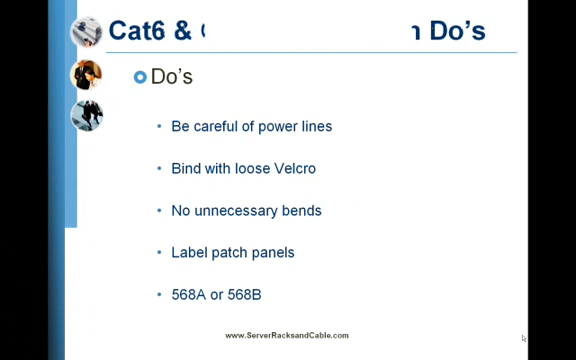 Cat6 & Do's
Do's
Be careful of power lines
Bind with loose Velcro
No unnecessary bends
Label patch panels
568A or 568B
www.ServerRacksandCable.com